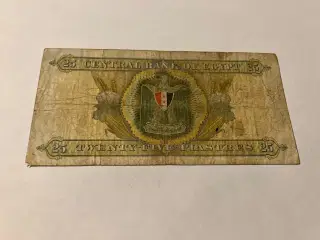 25 CENTRAL BANK OF EGYPT 25
25 TWENTY-FIVE PIASTRES 25